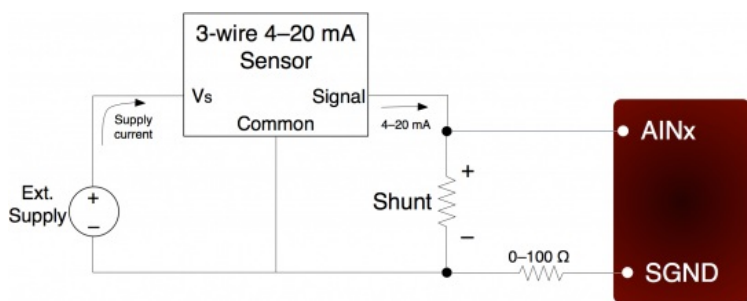 3-wire 4–20 mA
Sensor
Vs
Signal
Common
Supply
current
4–20 mA
AINx
Ext.
Supply
+
–
Shunt
+
–
0–100 Ω
SGND